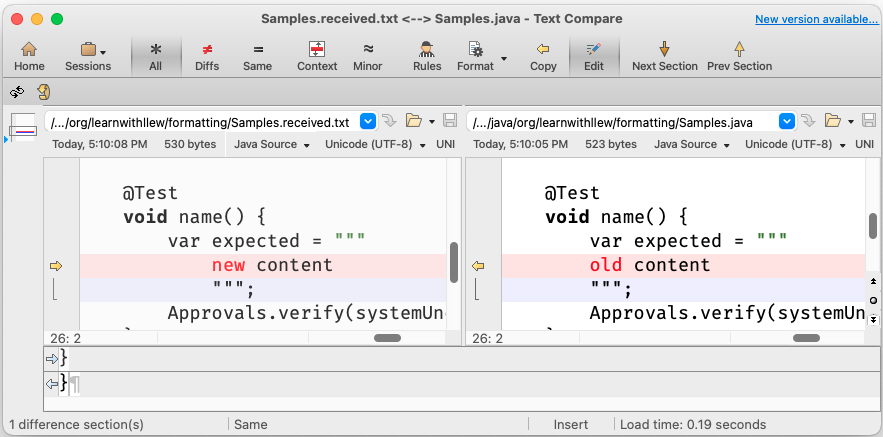 Samples.received.txt <--> Samples.java - Text Compare
New version available...
Home Sessions All Diffs Same Context Minor Rules Format Copy Edit Next Section Prev Section
/.../org/learnwithllew/formatting/Samples.received.txt
/.../java/org/learnwithllew/formatting/Samples.java
Today, 5:10:08 PM 530 bytes Java Source Unicode (UTF-8) UNI
Today, 5:10:05 PM 523 bytes Java Source Unicode (UTF-8) UNI
@Test
void name() {
var expected = """
new content
""";
Approvals.verify(systemUn
26: 2
@Test
void name() {
var expected = """
old content
""";
Approvals.verify(systemUn
26: 2
}
}¶
1 difference section(s) Same Insert Load time: 0.19 seconds